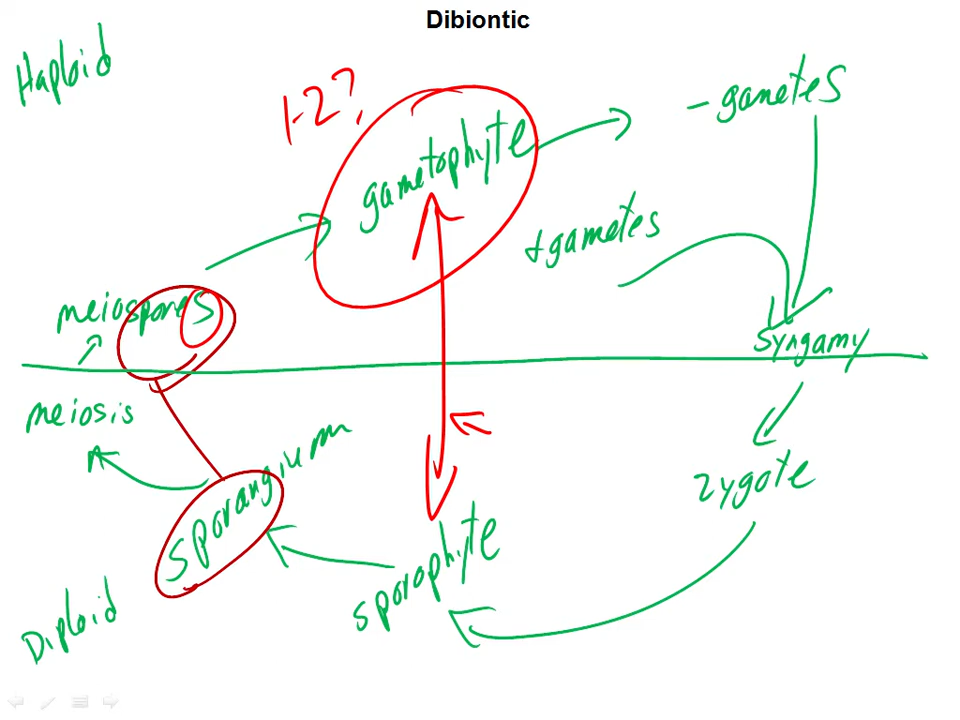 Dibiontic
Haploid
1-2?
gametophyte
- gametes
+gametes
meiospores
Syngamy
meiosis
sporangium
zygote
sporophyte
Diploid